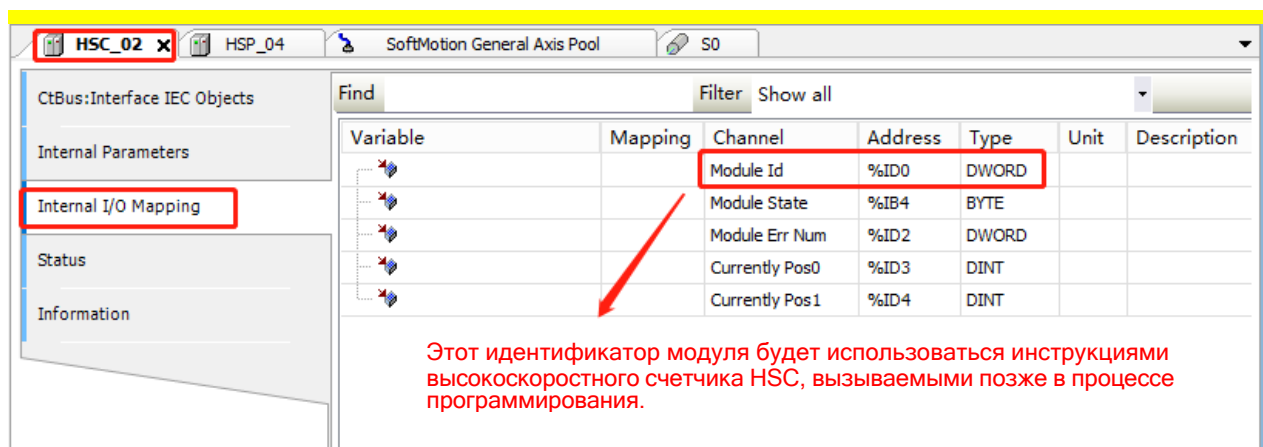 HSC_02 x HSP_04 SoftMotion General Axis Pool S0
CtBus:Interface IEC Objects
Internal Parameters
Internal I/O Mapping
Status
Information
Find Filter Show all
Variable Mapping Channel Address Type Unit Description
Module Id %ID0 DWORD
Module State %IB4 BYTE
Module Err Num %ID2 DWORD
Currently Pos0 %ID3 DINT
Currently Pos1 %ID4 DINT
Этот идентификатор модуля будет использоваться инструкциями
высокоскоростного счетчика HSC, вызываемыми позже в процессе
программирования.